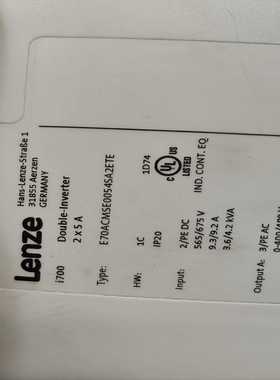 Lenze
Hans-Lenze-Straße 1
31855 Aerzen
GERMANY
i700
Double-Inverter
2 x 5 A
Type: E70ACMSE0054SA2ETE
HW: 1C
IP20
1D74
c UL US
LISTED
IND. CONT. EQ
Input: 2/PE DC
565/675 V
9.3/9.2 A
3.6/4.2 kVA
Output A: 3/PE AC